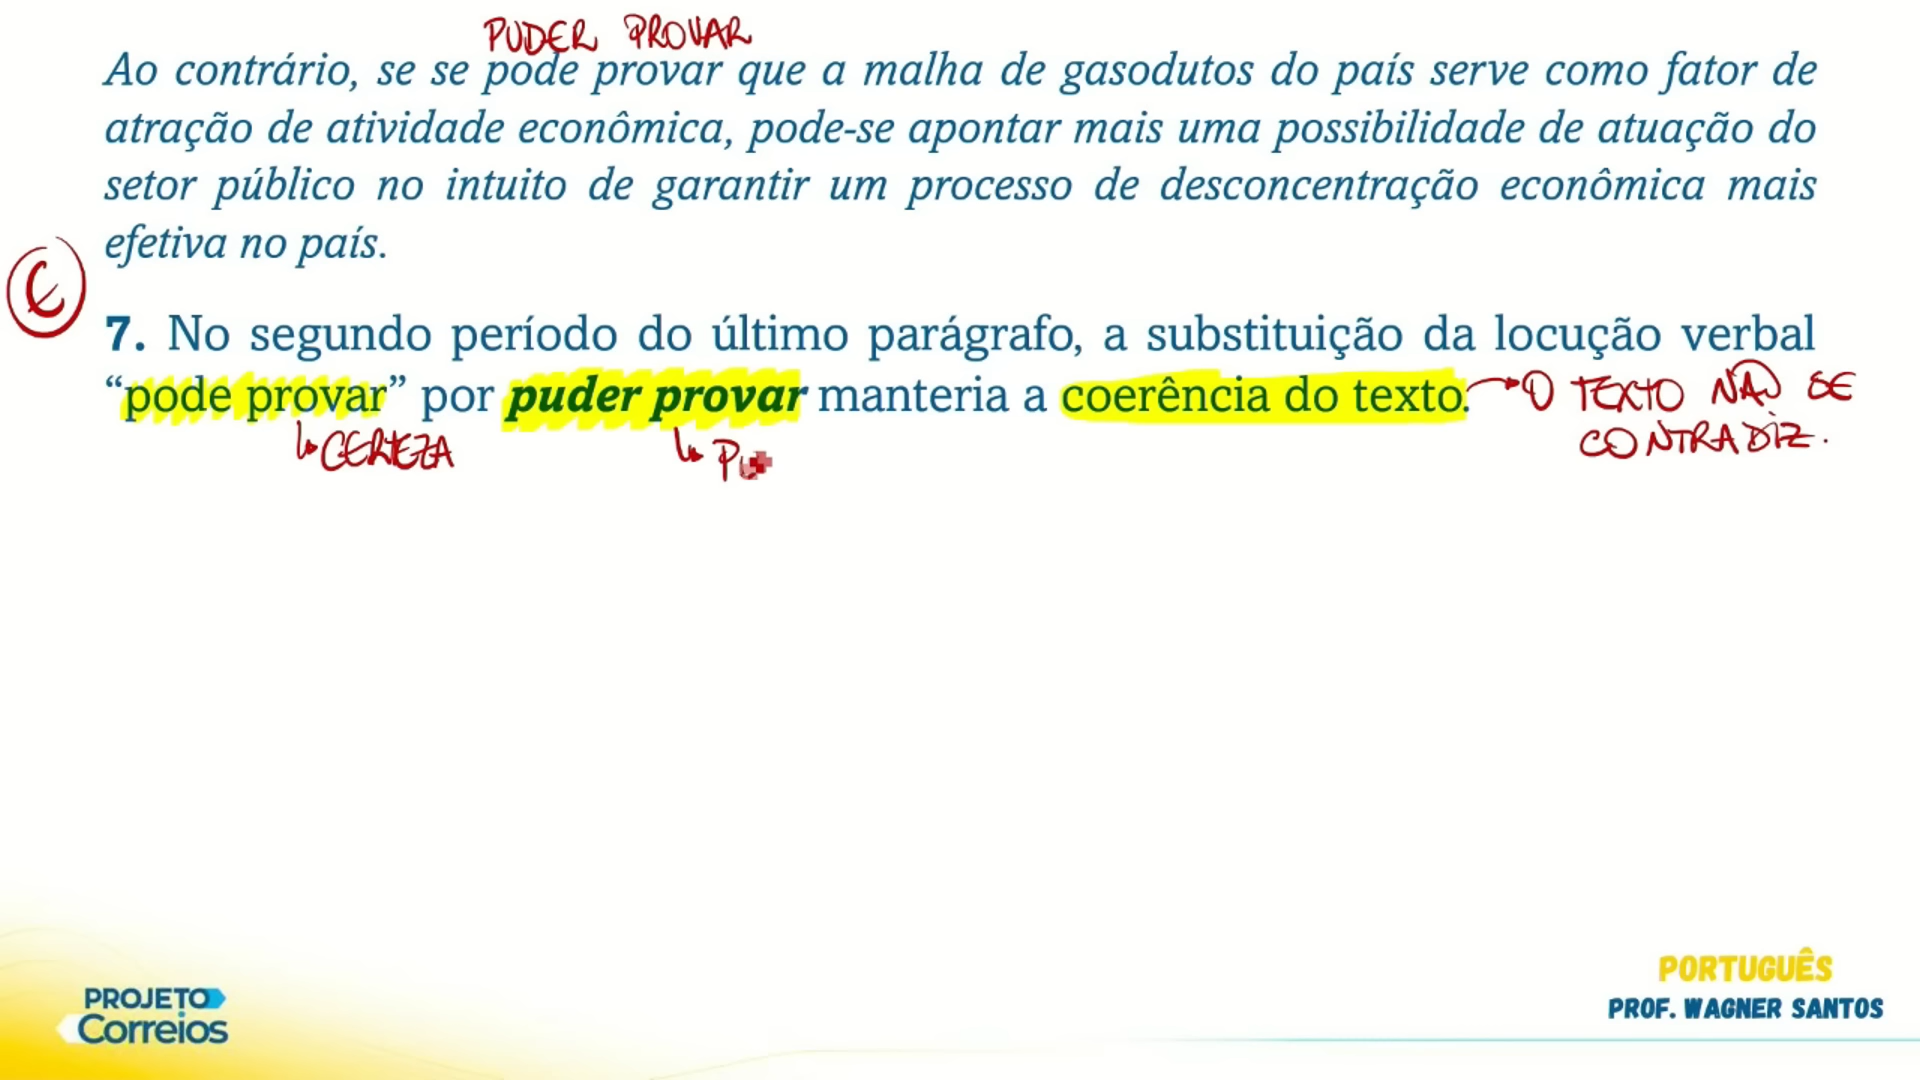 PUDER PROVAR
Ao contrário, se se pode provar que a malha de gasodutos do país serve como fator de
atração de atividade econômica, pode-se apontar mais uma possibilidade de atuação do
setor público no intuito de garantir um processo de desconcentração econômica mais
efetiva no país.
C
7. No segundo período do último parágrafo, a substituição da locução verbal
“pode provar” por puder provar manteria a coerência do texto.
O TEXTO NÃO SE
CONTRADIZ.
CERTEZA
PROJETO
Correios
PORTUGUÊS
PROF. WAGNER SANTOS